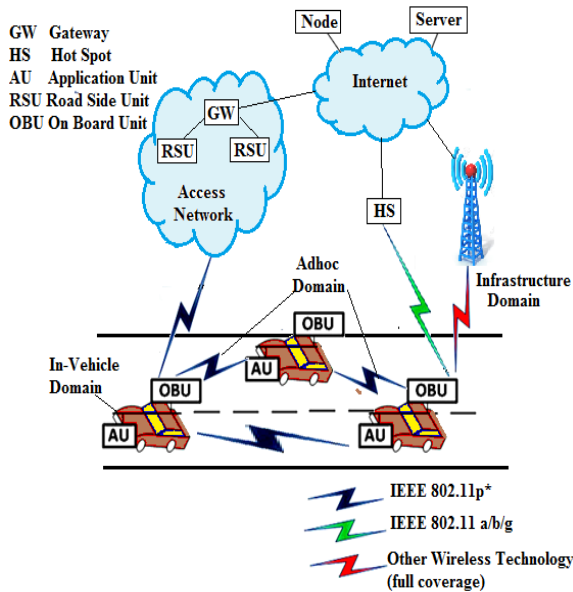 GW Gateway
HS Hot Spot
AU Application Unit
RSU Road Side Unit
OBU On Board Unit
Node
Server
Internet
GW
RSU
RSU
Access
Network
HS
Adhoc
Domain
Infrastructure
Domain
OBU
AU
In-Vehicle
Domain
OBU
AU
OBU
AU
IEEE 802.11p*
IEEE 802.11 a/b/g
Other Wireless Technology
(full coverage)